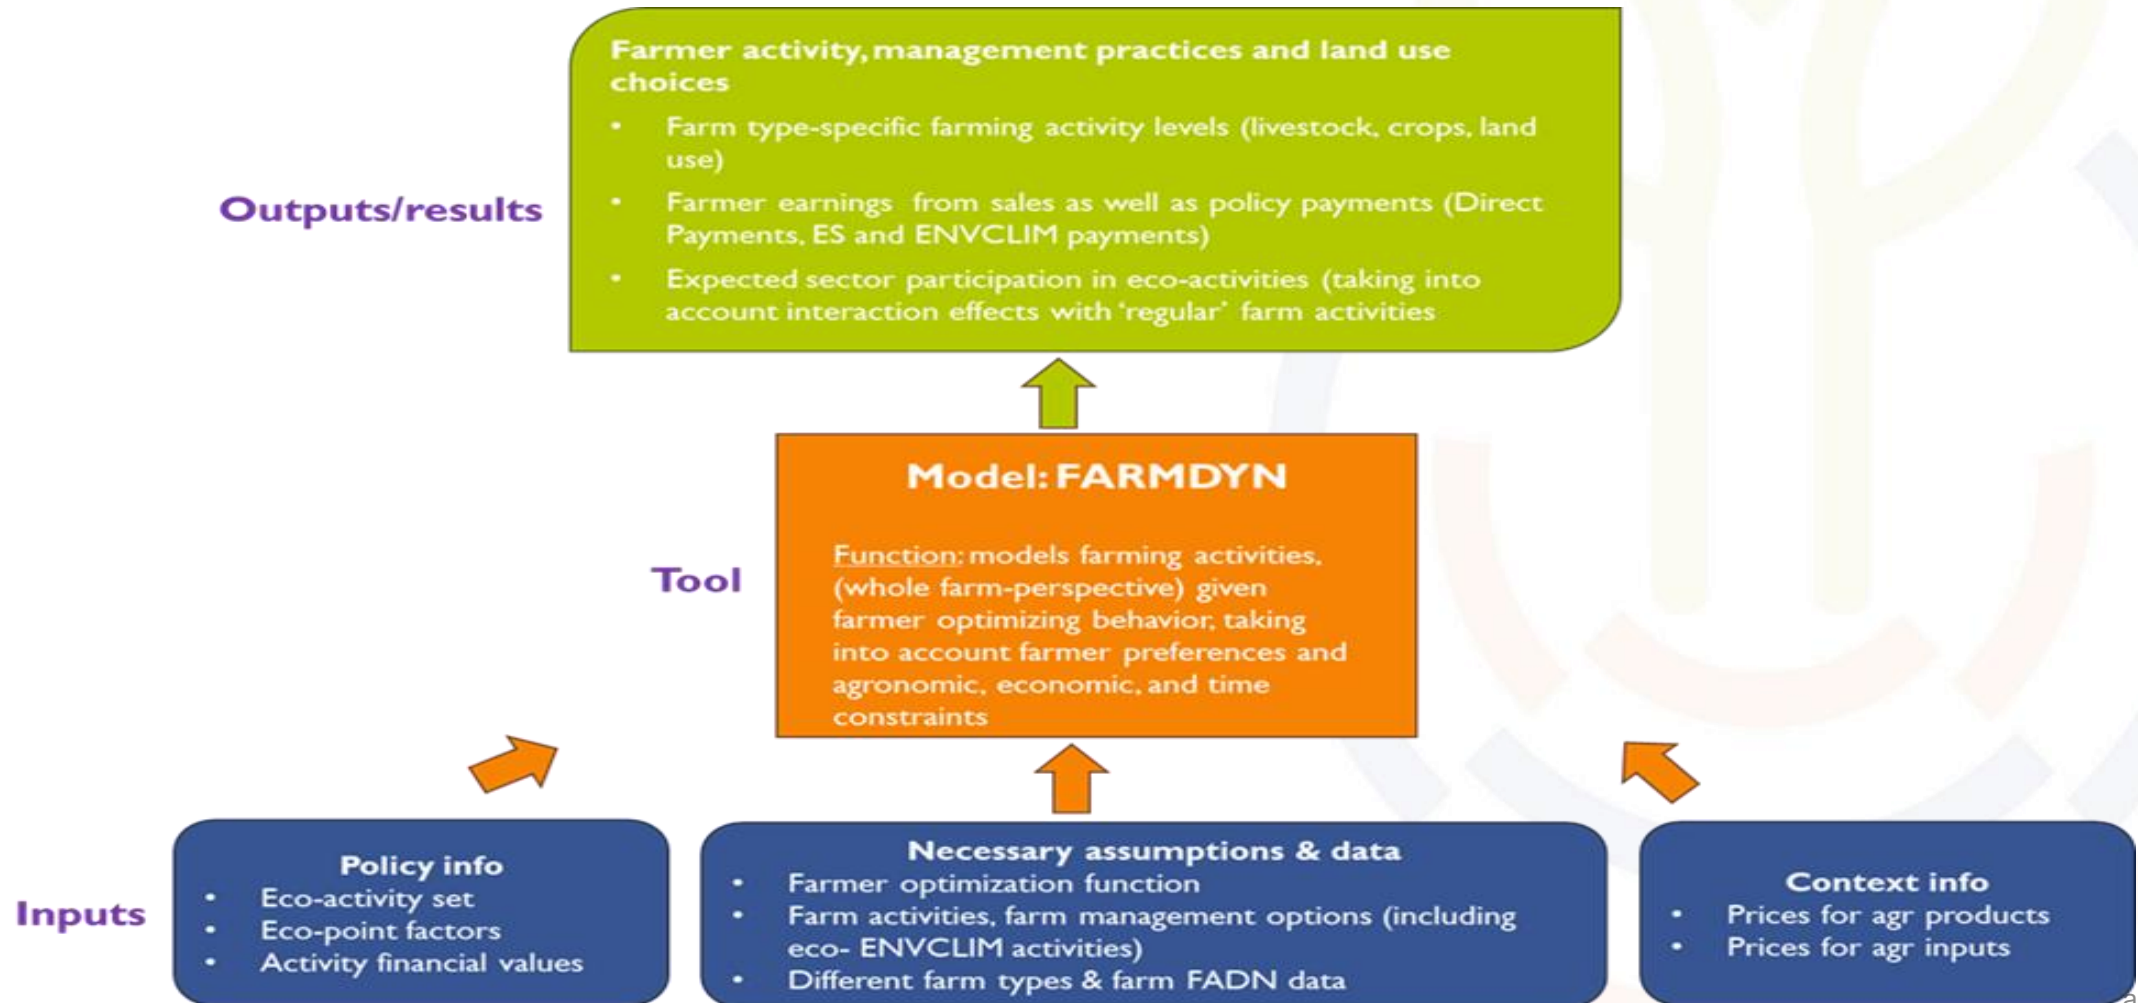 Farmer activity, management practices and land use
choices
• Farm type-specific farming activity levels (livestock, crops, land
use)
• Farmer earnings from sales as well as policy payments (Direct
Payments, ES and ENVCLIM payments)
• Expected sector participation in eco-activities (taking into
account interaction effects with ‘regular’ farm activities
Outputs/results
Model: FARMDYN
Function: models farming activities,
(whole farm-perspective) given
farmer optimizing behavior, taking
into account farmer preferences and
agronomic, economic, and time
constraints
Tool
Inputs
Policy info
• Eco-activity set
• Eco-point factors
• Activity financial values
Necessary assumptions & data
• Farmer optimization function
• Farm activities, farm management options (including
eco- ENVCLIM activities)
• Different farm types & farm FADN data
Context info
• Prices for agr products
• Prices for agr inputs